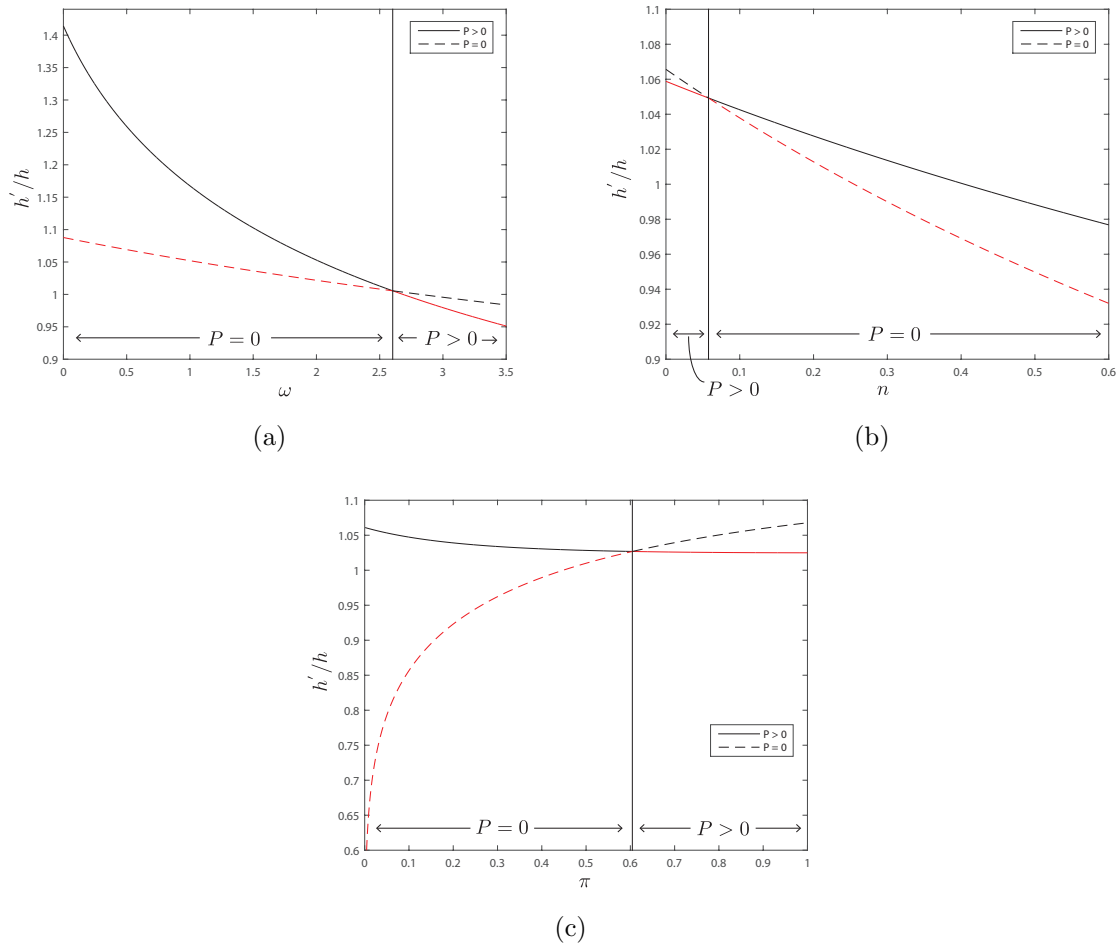 1.4
1.35
1.3
1.25
1.2
1.15
1.1
1.05
1
0.95
0.9
h′/h
P > 0
P = 0
P = 0
P > 0
0 0.5 1 1.5 2 2.5 3 3.5
ω
(a)
1.1
1.08
1.06
1.04
1.02
1
0.98
0.96
0.94
0.92
0.9
h′/h
P > 0
P = 0
P = 0
0 0.1 0.2 0.3 0.4 0.5 0.6
P > 0
n
(b)
1.1
1.05
1
0.95
0.9
0.85
0.8
0.75
0.7
0.65
0.6
h′/h
P > 0
P = 0
P = 0
P > 0
0 0.1 0.2 0.3 0.4 0.5 0.6 0.7 0.8 0.9 1
π
(c)